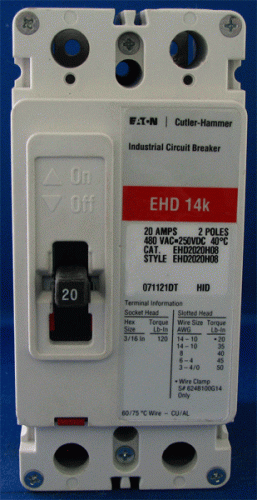 EATON | Cutler-Hammer
Industrial Circuit Breaker
On
Off
EHD 14k
20 AMPS 2 POLES
480 VAC=250VDC 40°C
CAT. EHD2020H08
STYLE EHD2020H08
071121DT HID
20
Terminal Information
Socket Head Slotted Head
Hex Torque Wire Size Torque
Size Lb-In AWG Lb-In
3/16 In 120 14 - 10 • 20
14 - 10 35
8 40
6 - 4 45
3 - 4/0 50
• Wire Clamp
S# 624B100G14
Only
60/75 °C Wire - CU/AL